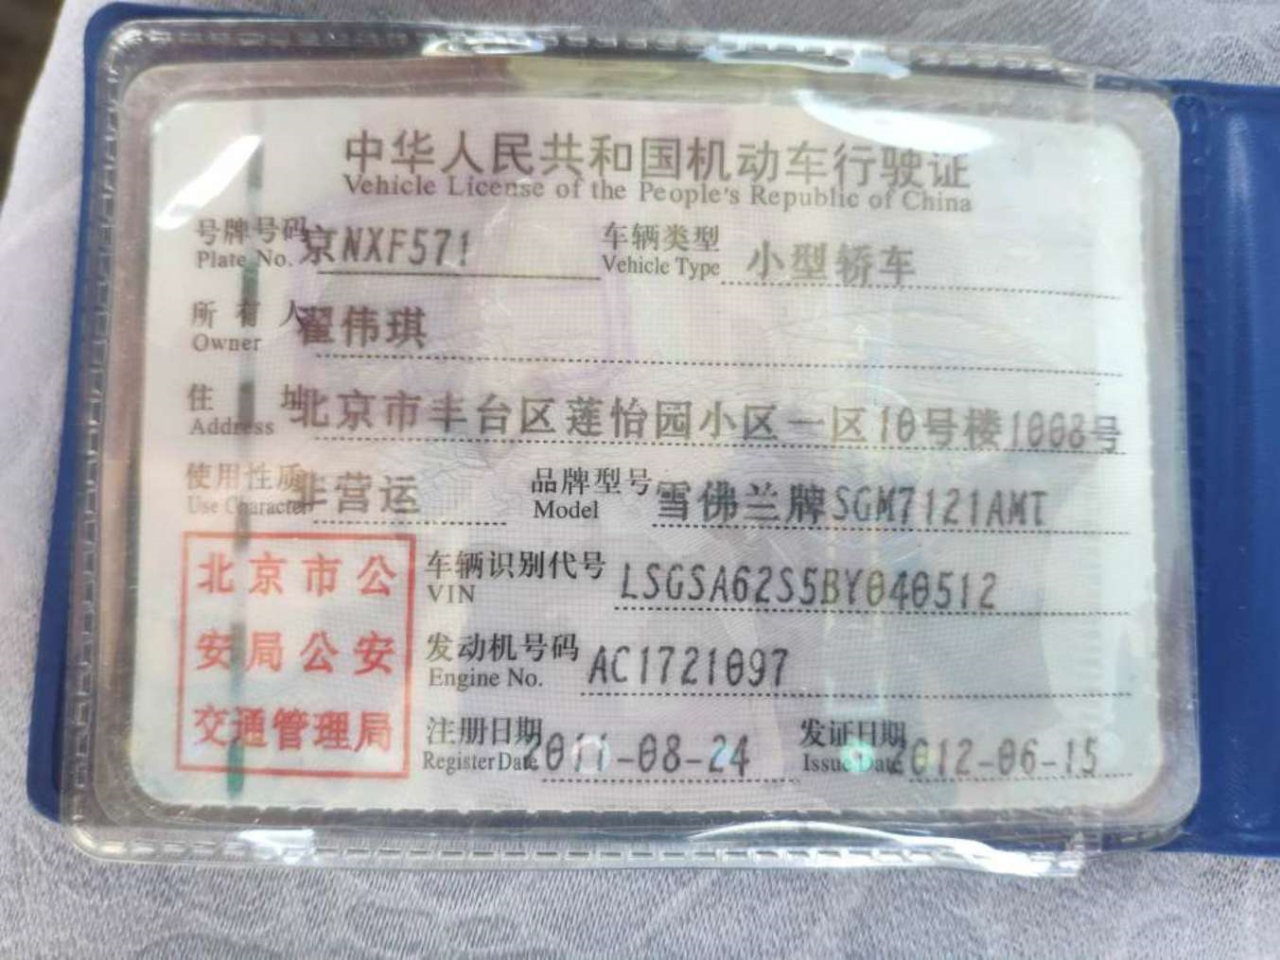 中华人民共和国机动车行驶证
Vehicle License of the People's Republic of China
号牌号码 京NXF571 车辆类型 小型轿车
Plate No. Vehicle Type
所有人 翟伟琪
Owner
住址 北京市丰台区莲怡园小区一区10号楼1008号
Address
使用性质 非营运 品牌型号 雪佛兰牌SGM7121AMT
Use Character Model
北京市公安局公安交通管理局
车辆识别代号 LSGSA62S5BY040512
VIN
发动机号码 AC1721097
Engine No.
注册日期 2011-08-24 发证日期 2012-06-15
Register Date Issue Date